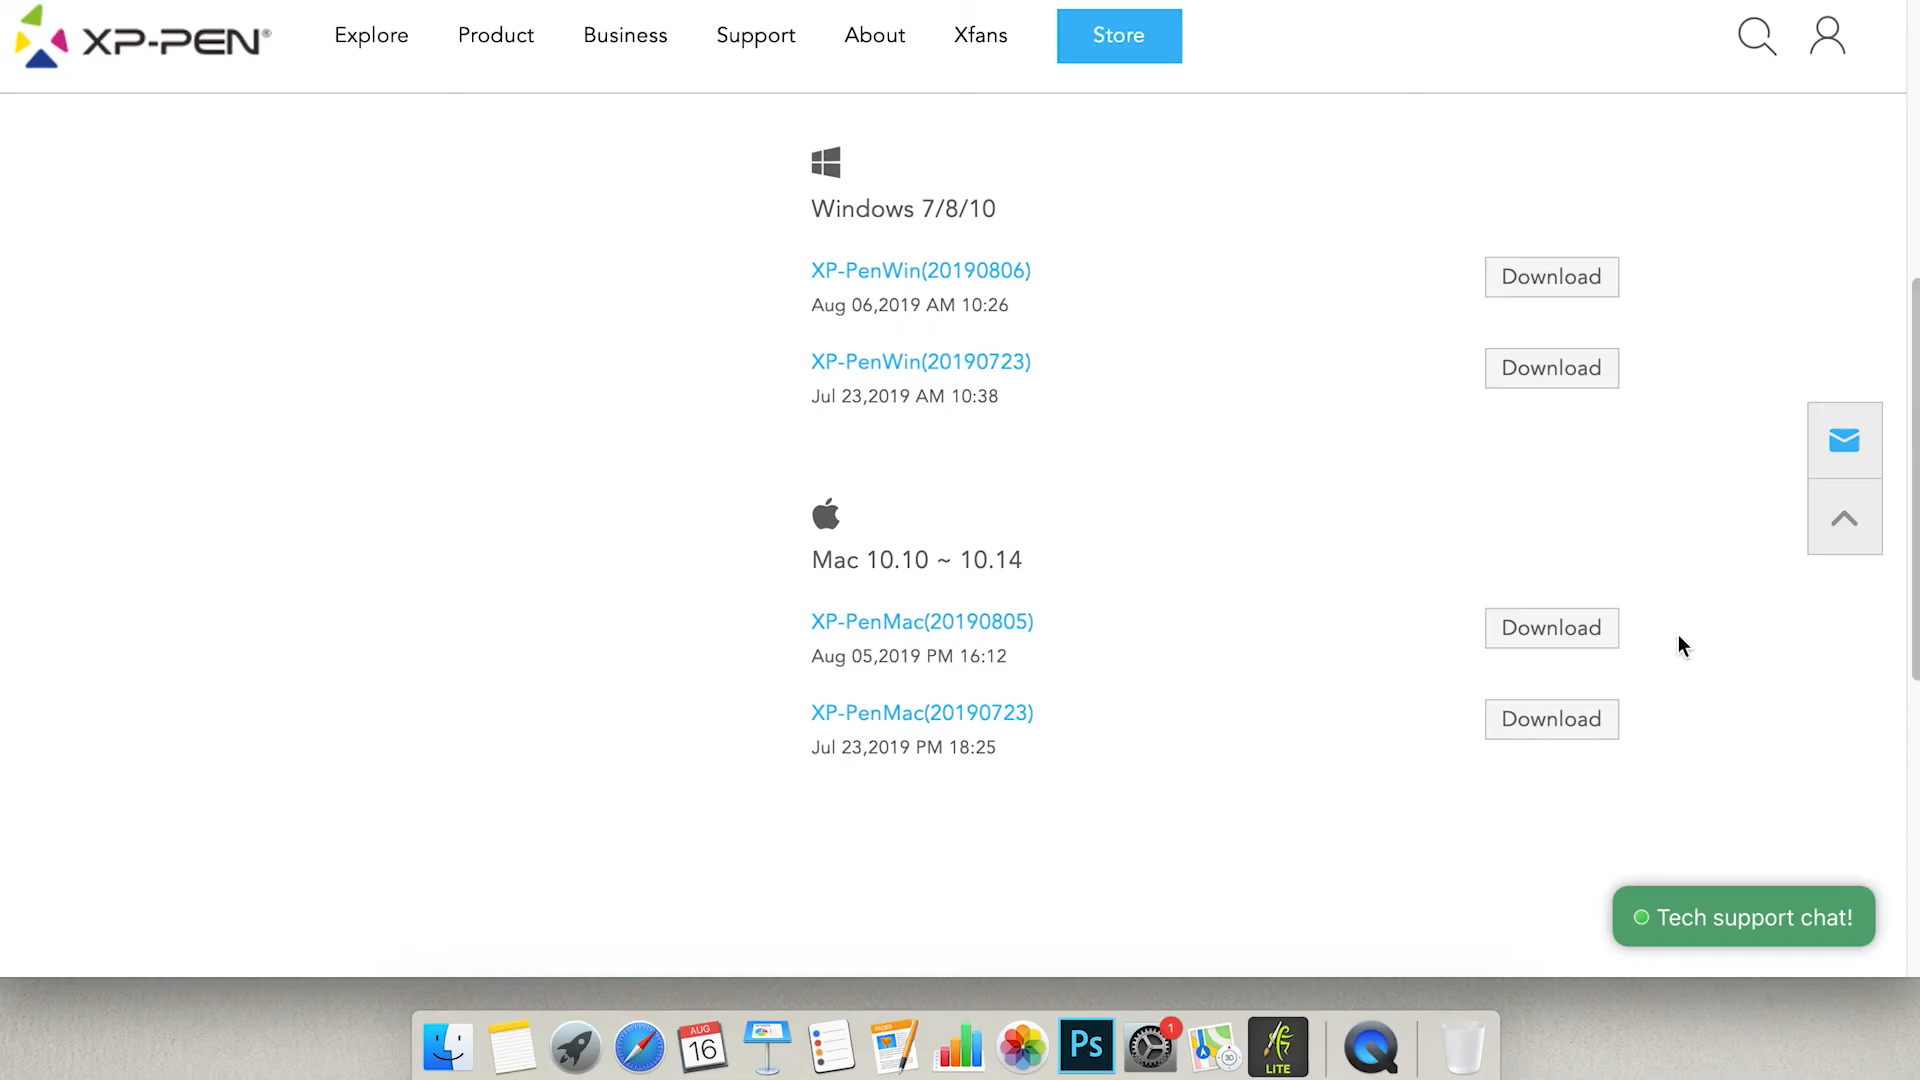 XP-PEN®
Explore Product Business Support About Xfans Store
Windows 7/8/10
XP-PenWin(20190806) Download
Aug 06,2019 AM 10:26
XP-PenWin(20190723) Download
Jul 23,2019 AM 10:38
Mac 10.10 ~ 10.14
XP-PenMac(20190805) Download
Aug 05,2019 PM 16:12
XP-PenMac(20190723) Download
Jul 23,2019 PM 18:25
Tech support chat!
AUG
16
PAGES
Ps
1
3D
LITE